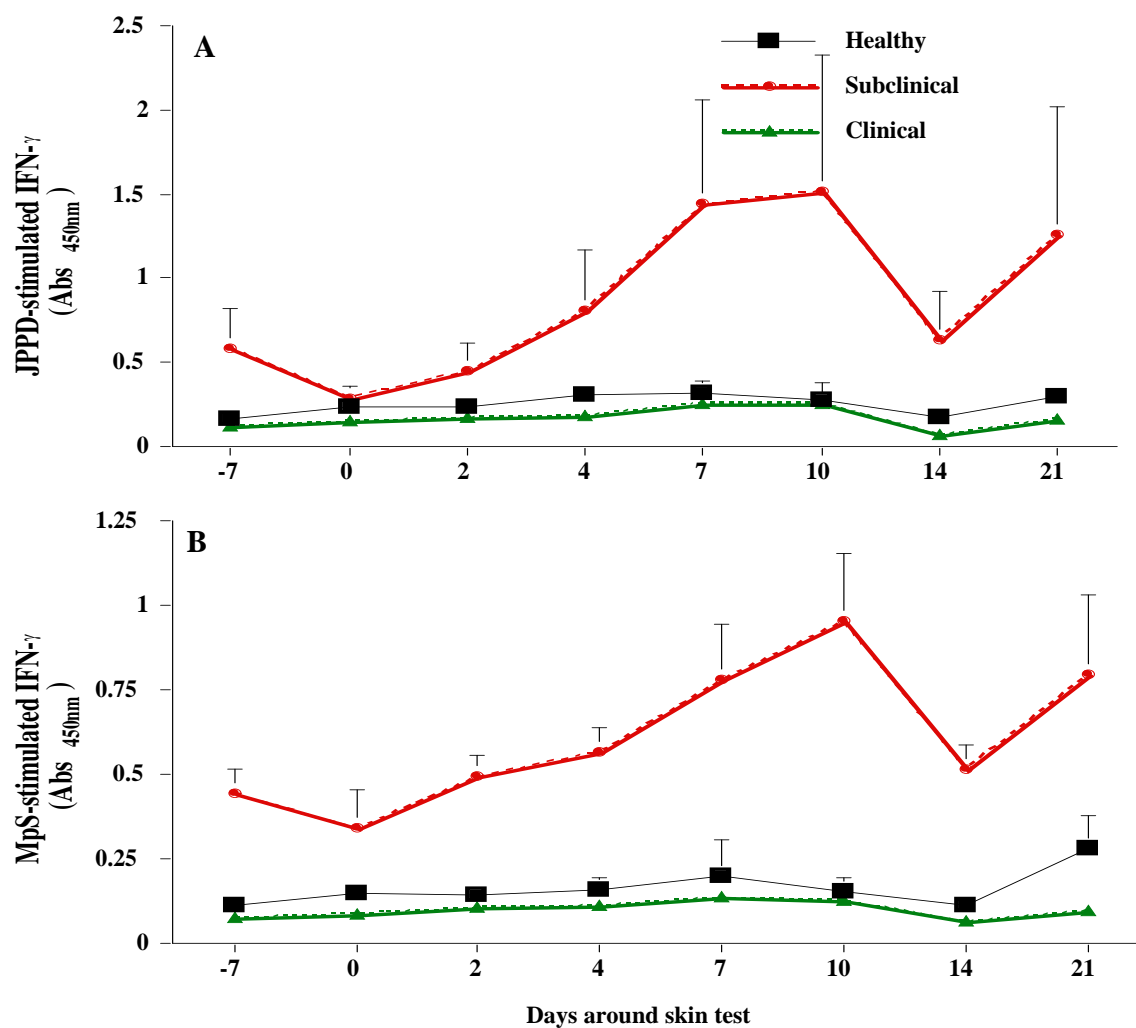 A
Healthy
Subclinical
Clinical
JPPD-stimulated IFN-γ
(Abs 450nm)
2.5
2
1.5
1
0.5
0
-7 0 2 4 7 10 14 21
B
MpS-stimulated IFN-γ
(Abs 450nm)
1.25
1
0.75
0.5
0.25
0
-7 0 2 4 7 10 14 21
Days around skin test